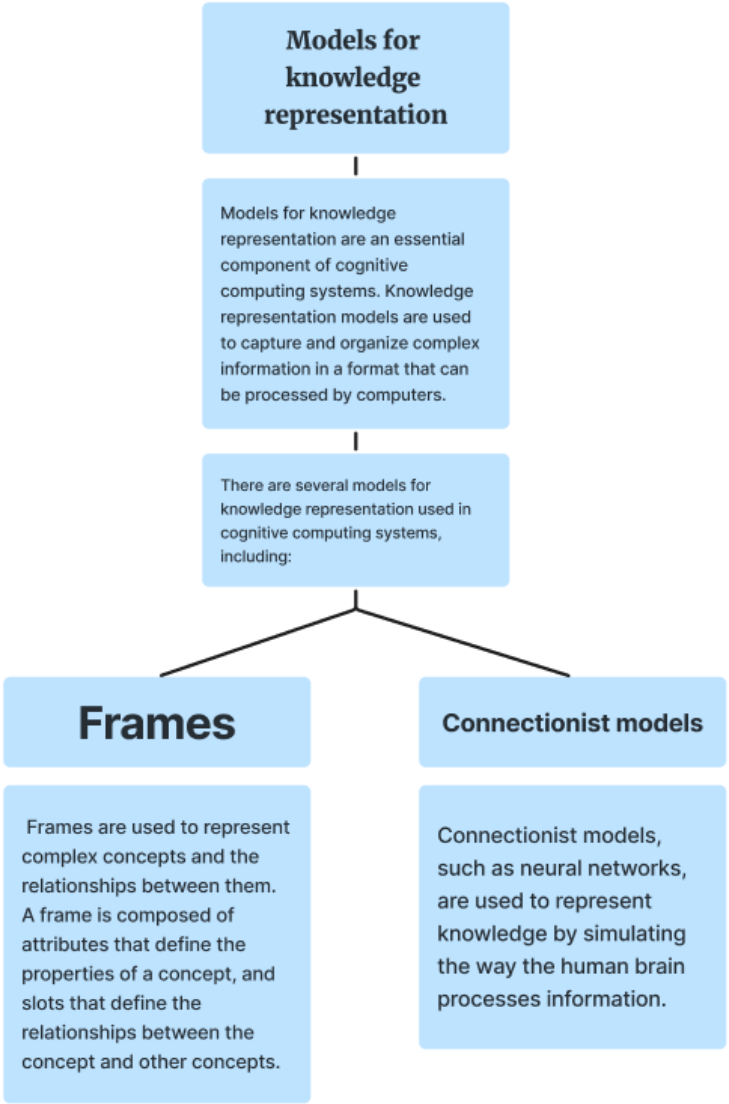 Models for
knowledge
representation
Models for knowledge
representation are an essential
component of cognitive
computing systems. Knowledge
representation models are used
to capture and organize complex
information in a format that can
be processed by computers.
There are several models for
knowledge representation used in
cognitive computing systems,
including:
Frames
Frames are used to represent
complex concepts and the
relationships between them.
A frame is composed of
attributes that define the
properties of a concept, and
slots that define the
relationships between the
concept and other concepts.
Connectionist models
Connectionist models,
such as neural networks,
are used to represent
knowledge by simulating
the way the human brain
processes information.